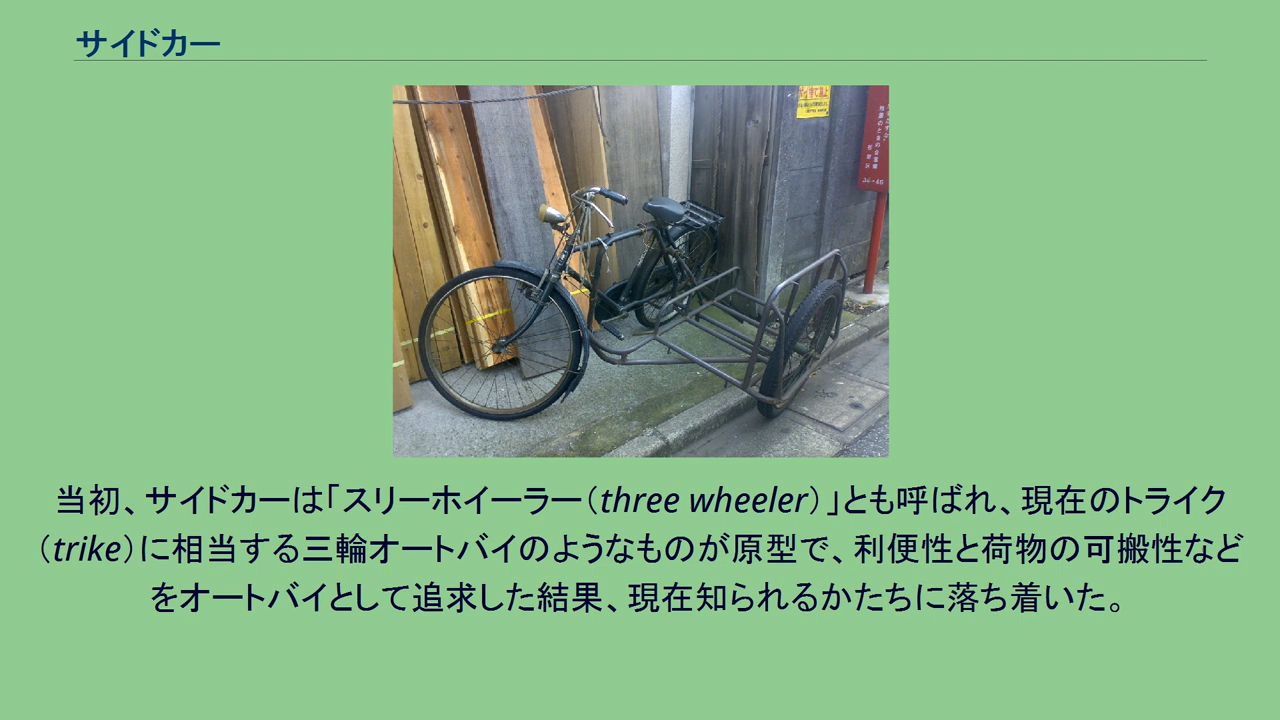 サイドカー
当初、サイドカーは「スリーホイーラー（three wheeler）」とも呼ばれ、現在のトライク
（trike）に相当する三輪オートバイのようなものが原型で、利便性と荷物の可搬性など
をオートバイとして追求した結果、現在知られるかたちに落ち着いた。